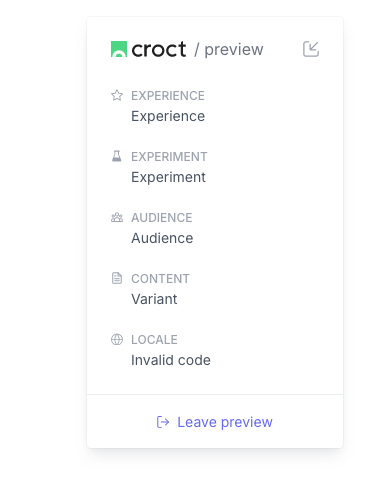 croct / preview
EXPERIENCE
Experience
EXPERIMENT
Experiment
AUDIENCE
Audience
CONTENT
Variant
LOCALE
Invalid code
Leave preview